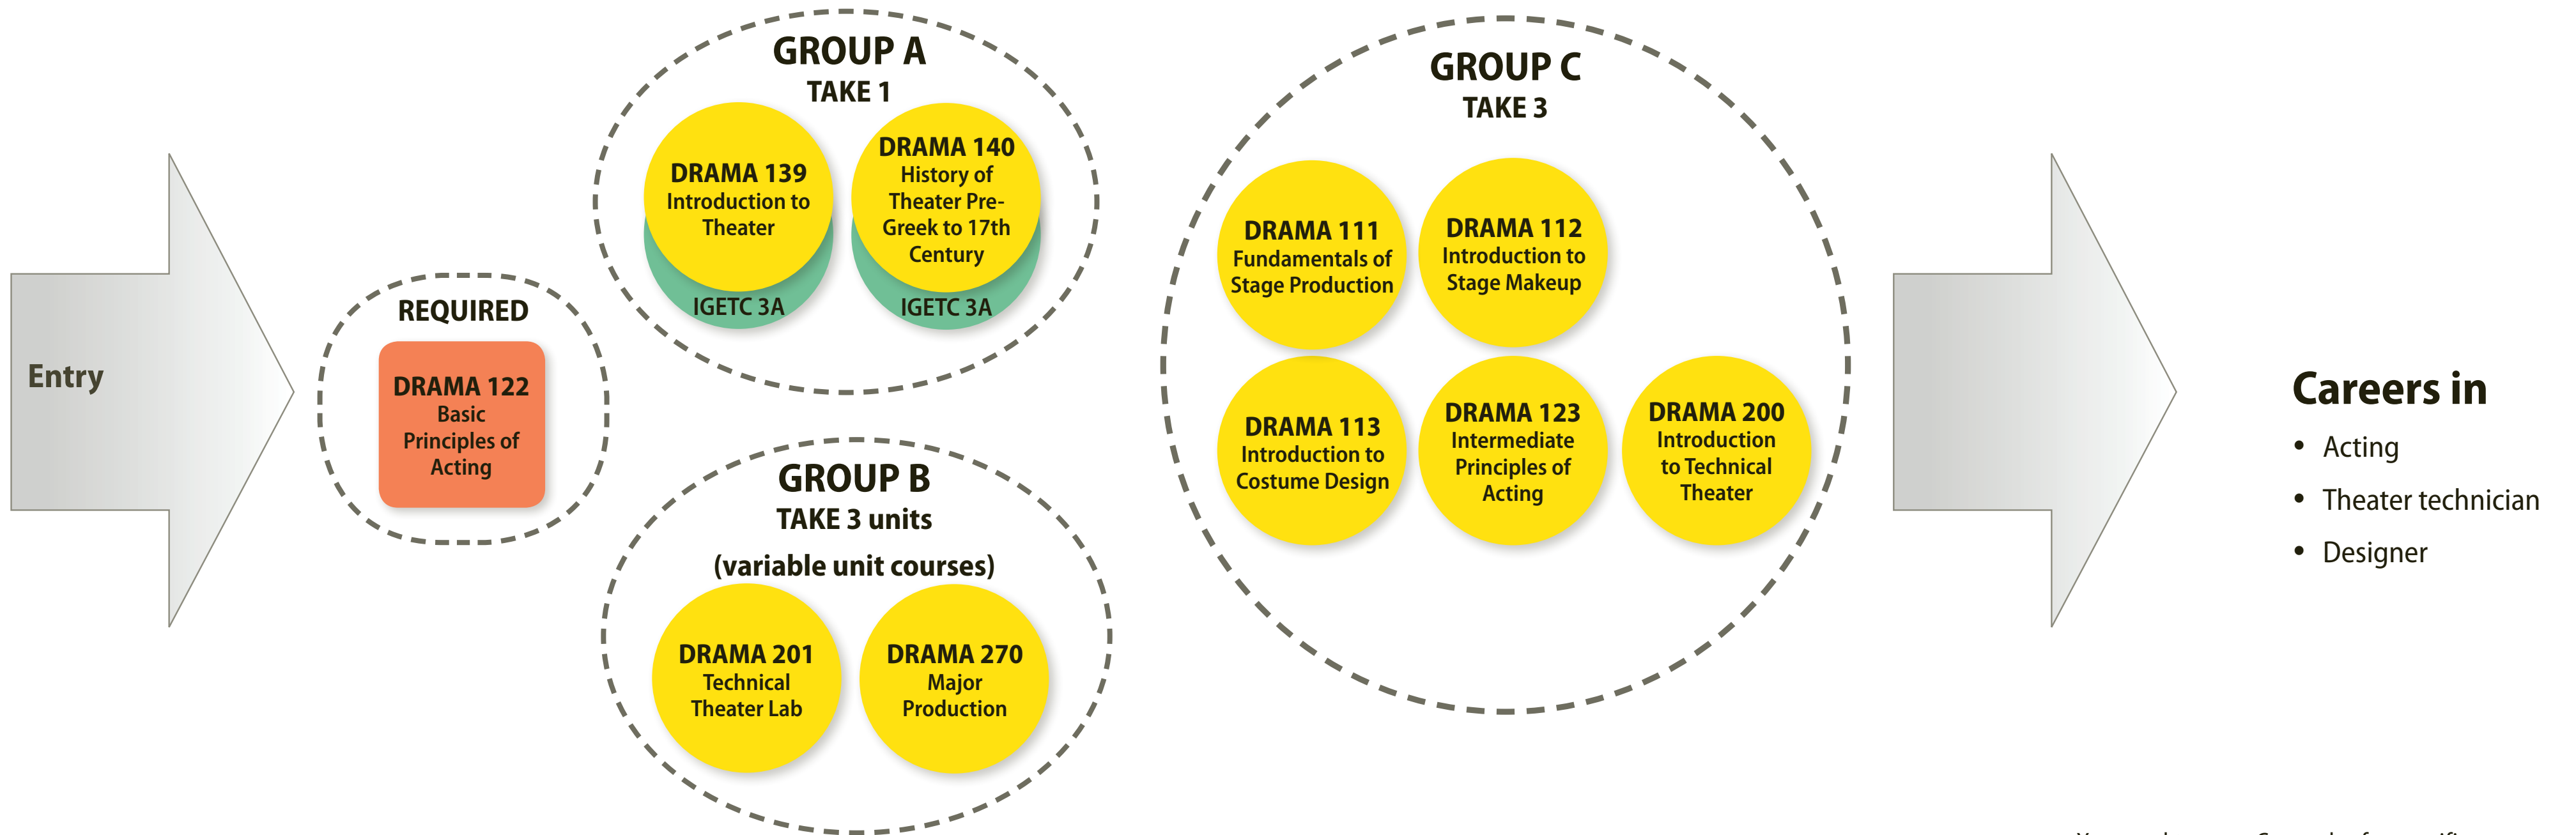 Entry
REQUIRED
DRAMA 122
Basic
Principles of
Acting
GROUP A
TAKE 1
DRAMA 139
Introduction to
Theater
IGETC 3A
DRAMA 140
History of
Theater Pre-
Greek to 17th
Century
IGETC 3A
GROUP B
TAKE 3 units
(variable unit courses)
DRAMA 201
Technical
Theater Lab
DRAMA 270
Major
Production
GROUP C
TAKE 3
DRAMA 111
Fundamentals of
Stage Production
DRAMA 112
Introduction to
Stage Makeup
DRAMA 113
Introduction to
Costume Design
DRAMA 123
Intermediate
Principles of
Acting
DRAMA 200
Introduction
to Technical
Theater
Careers in
• Acting
• Theater technician
• Designer